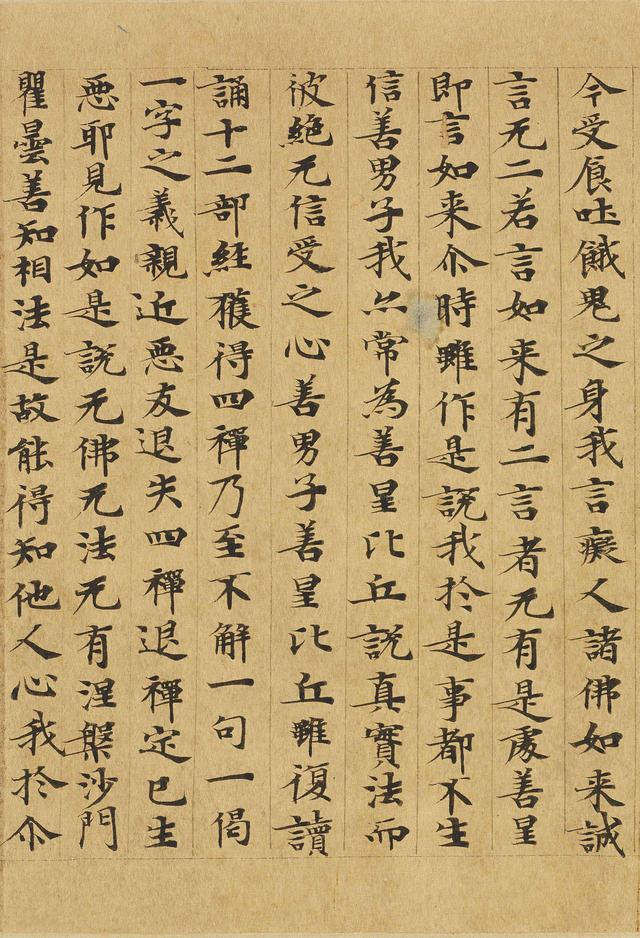 今受食吐餓鬼之身我言癡人諸佛如来誠
言无二若言如来有二言者无有是處善星
即言如来尒時雖作是說我於是事都不生
信善男子我亦常為善星比丘說真實法而
彼絕无信受之心善男子善星比丘雖復讀
誦十二部經獲得四禪乃至不解一句一偈
一字之義親近惡友退失四禪退禪定已生
惡耶見作如是說无佛无法无有涅槃沙門
瞿曇善知相法是故能得知他人心我於尒